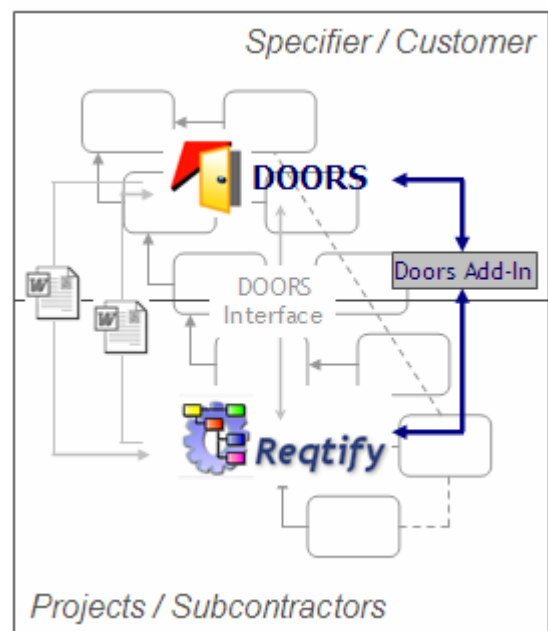 Specifier / Customer
DOORS
Doors Add-In
DOORS
Interface
W
W
Reqtify
Projects / Subcontractors